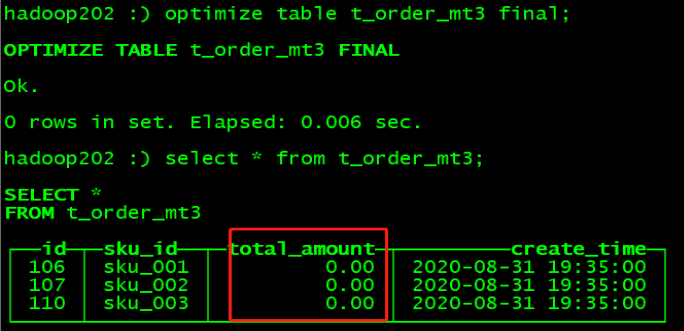 hadoop202 :) optimize table t_order_mt3 final;
OPTIMIZE TABLE t_order_mt3 FINAL
Ok.
0 rows in set. Elapsed: 0.006 sec.
hadoop202 :) select * from t_order_mt3;
SELECT *
FROM t_order_mt3
id sku_id total_amount create_time
106 sku_001 0.00 2020-08-31 19:35:00
107 sku_002 0.00 2020-08-31 19:35:00
110 sku_003 0.00 2020-08-31 19:35:00